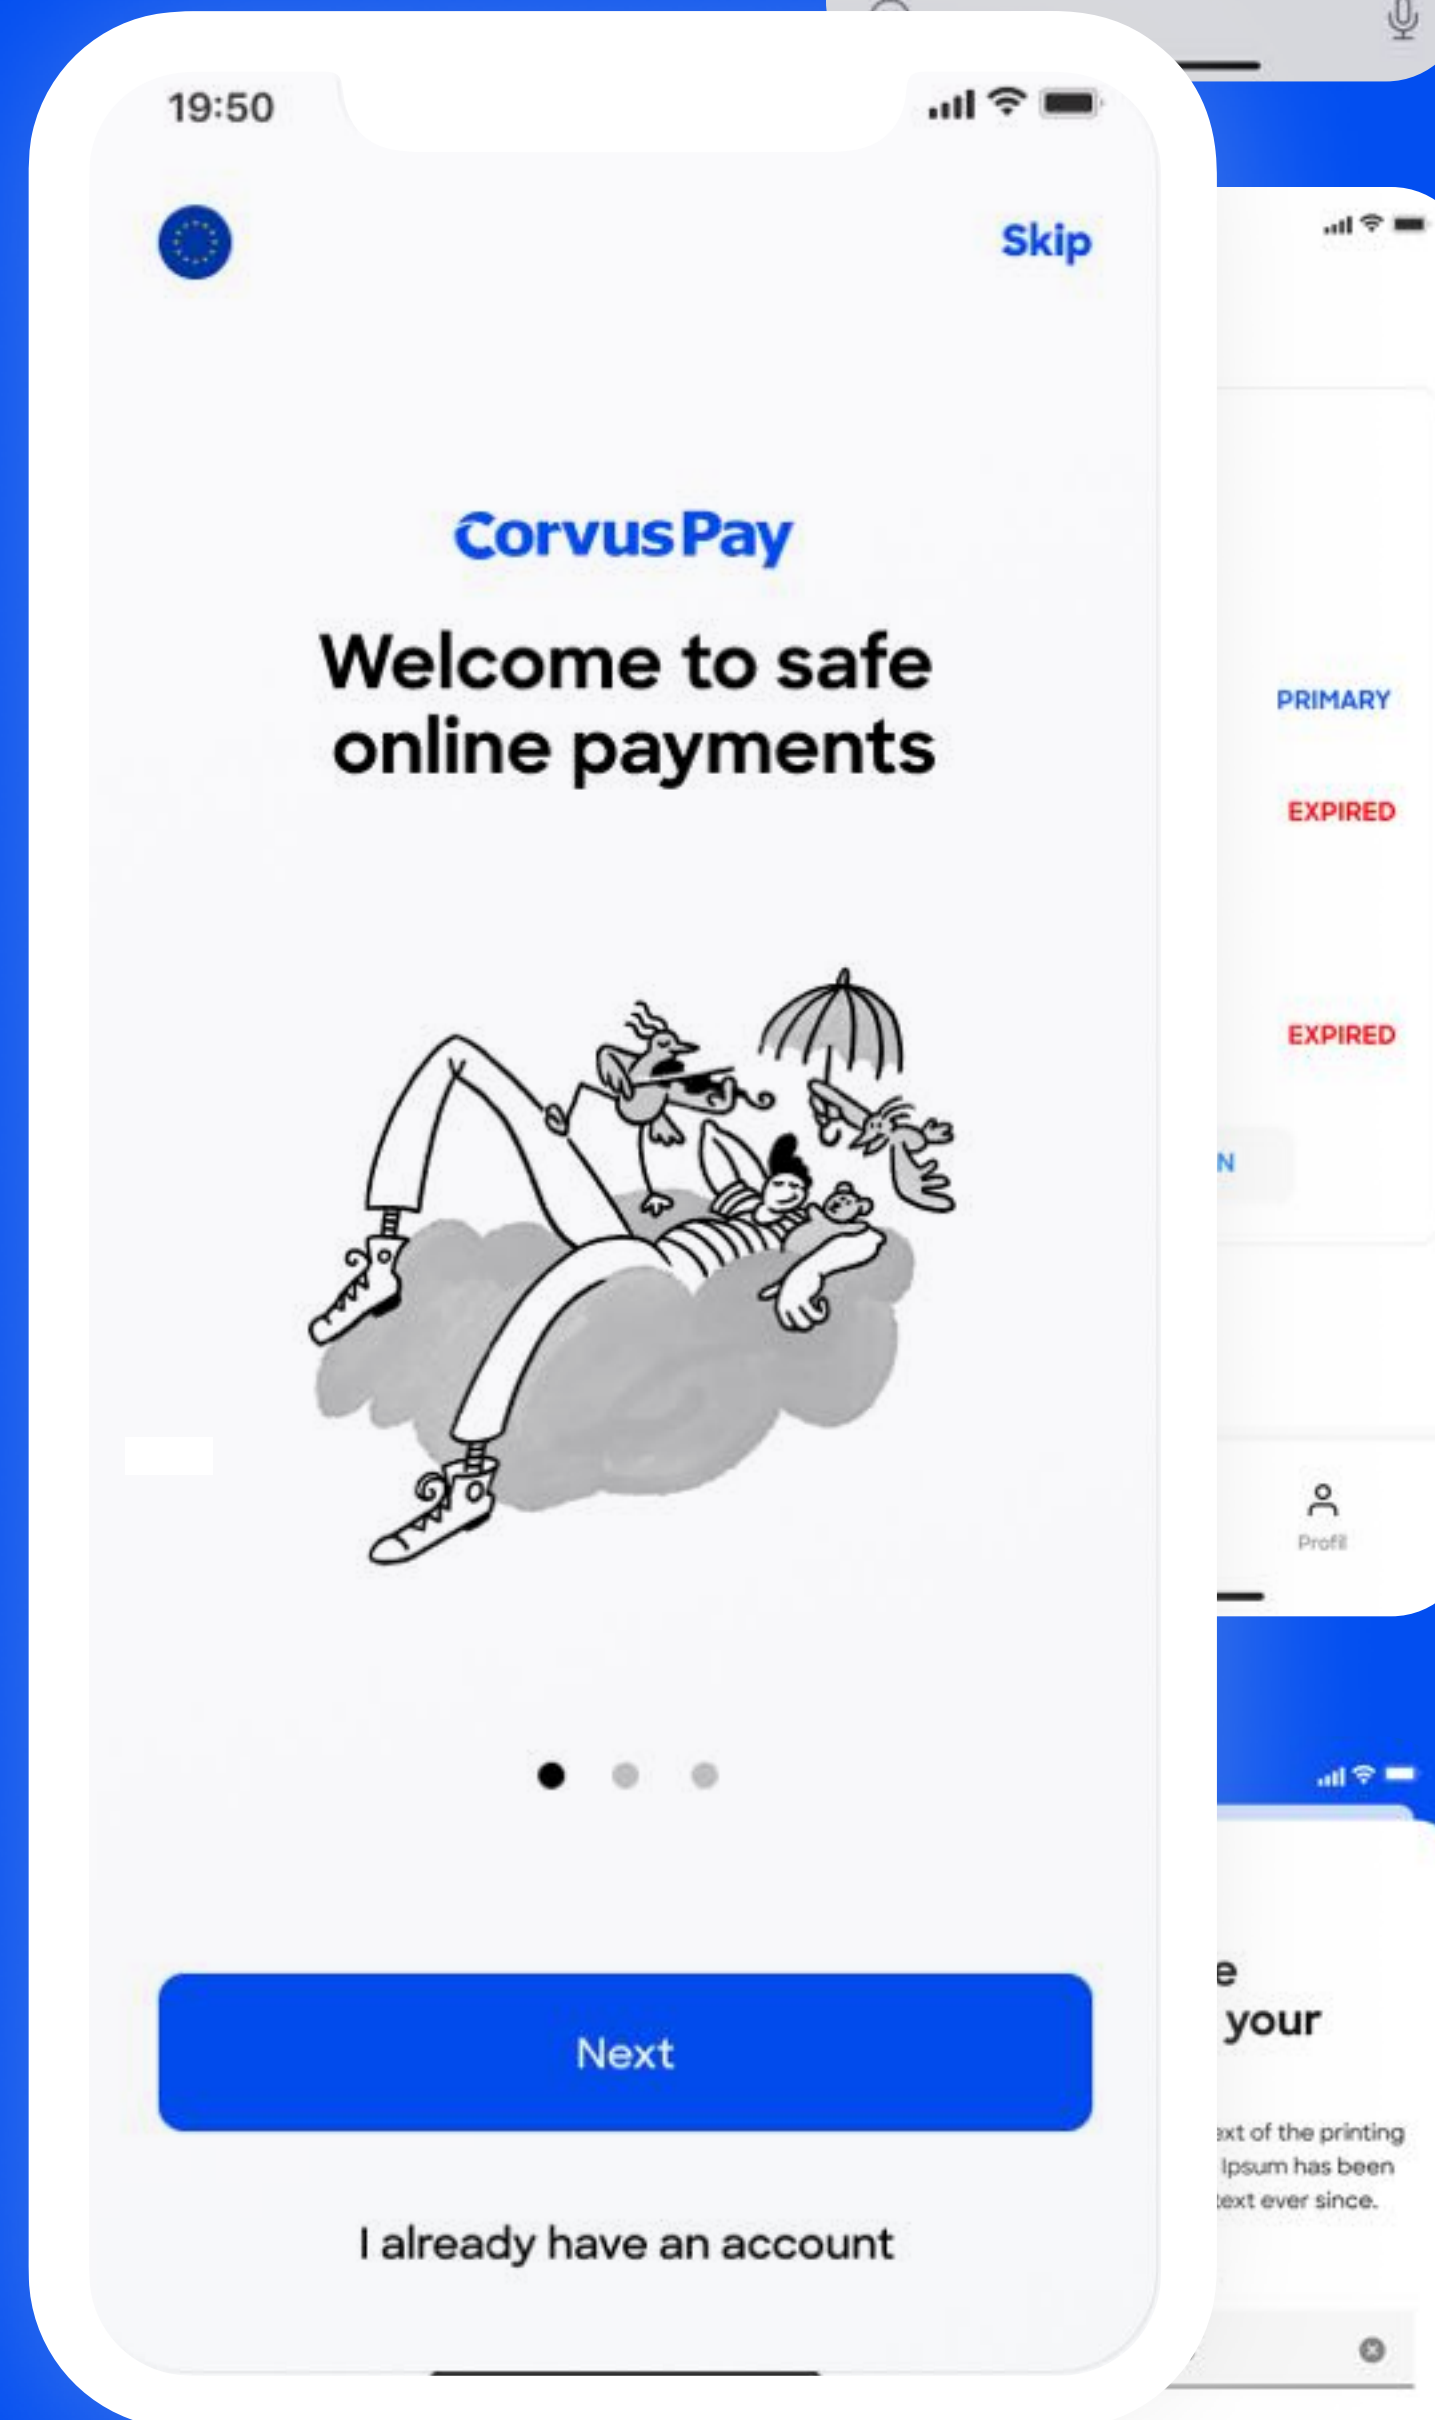 19:50
Skip
CorvusPay
Welcome to safe
online payments
Next
I already have an account
PRIMARY
EXPIRED
EXPIRED
N
Profil
e
your
ext of the printing
Ipsum has been
text ever since.